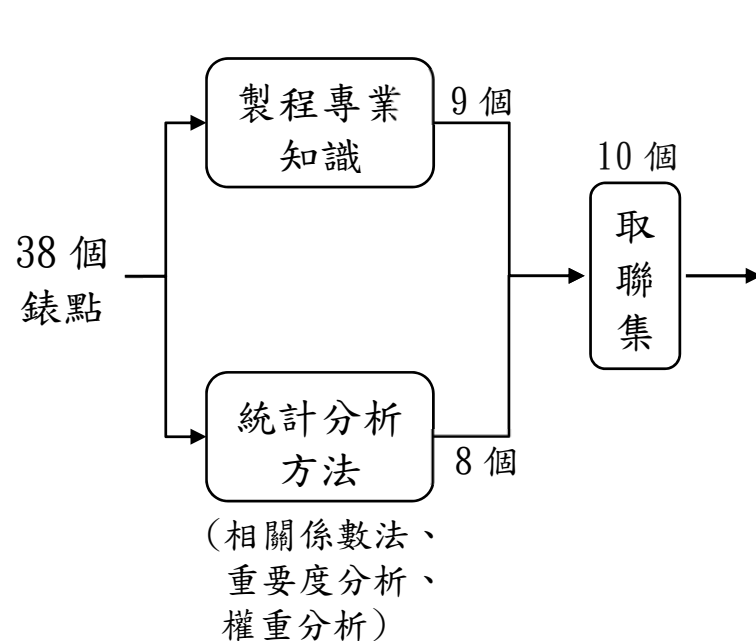 38 個
錶點
製程專業
知識
9 個
統計分析
方法
8 個
(相關係數法、
重要度分析、
權重分析)
10 個
取
聯
集